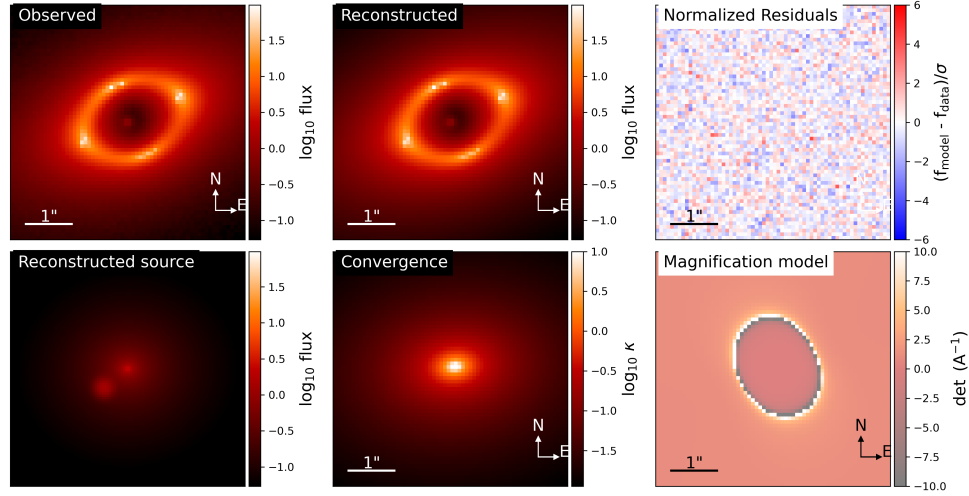 Observed
N
E
1"
1.5
1.0
0.5
0.0
−0.5
−1.0
log₁₀ flux
Reconstructed
N
E
1"
1.5
1.0
0.5
0.0
−0.5
−1.0
log₁₀ flux
Normalized Residuals
E
1"
6
4
2
0
−2
−4
−6
(f_model - f_data)/σ
Reconstructed source
1.5
1.0
0.5
0.0
−0.5
−1.0
log₁₀ flux
Convergence
N
E
1"
1.0
0.5
0.0
−0.5
−1.0
−1.5
log₁₀ κ
Magnification model
N
E
1"
10.0
7.5
5.0
2.5
0.0
−2.5
−5.0
−7.5
−10.0
det (A⁻¹)